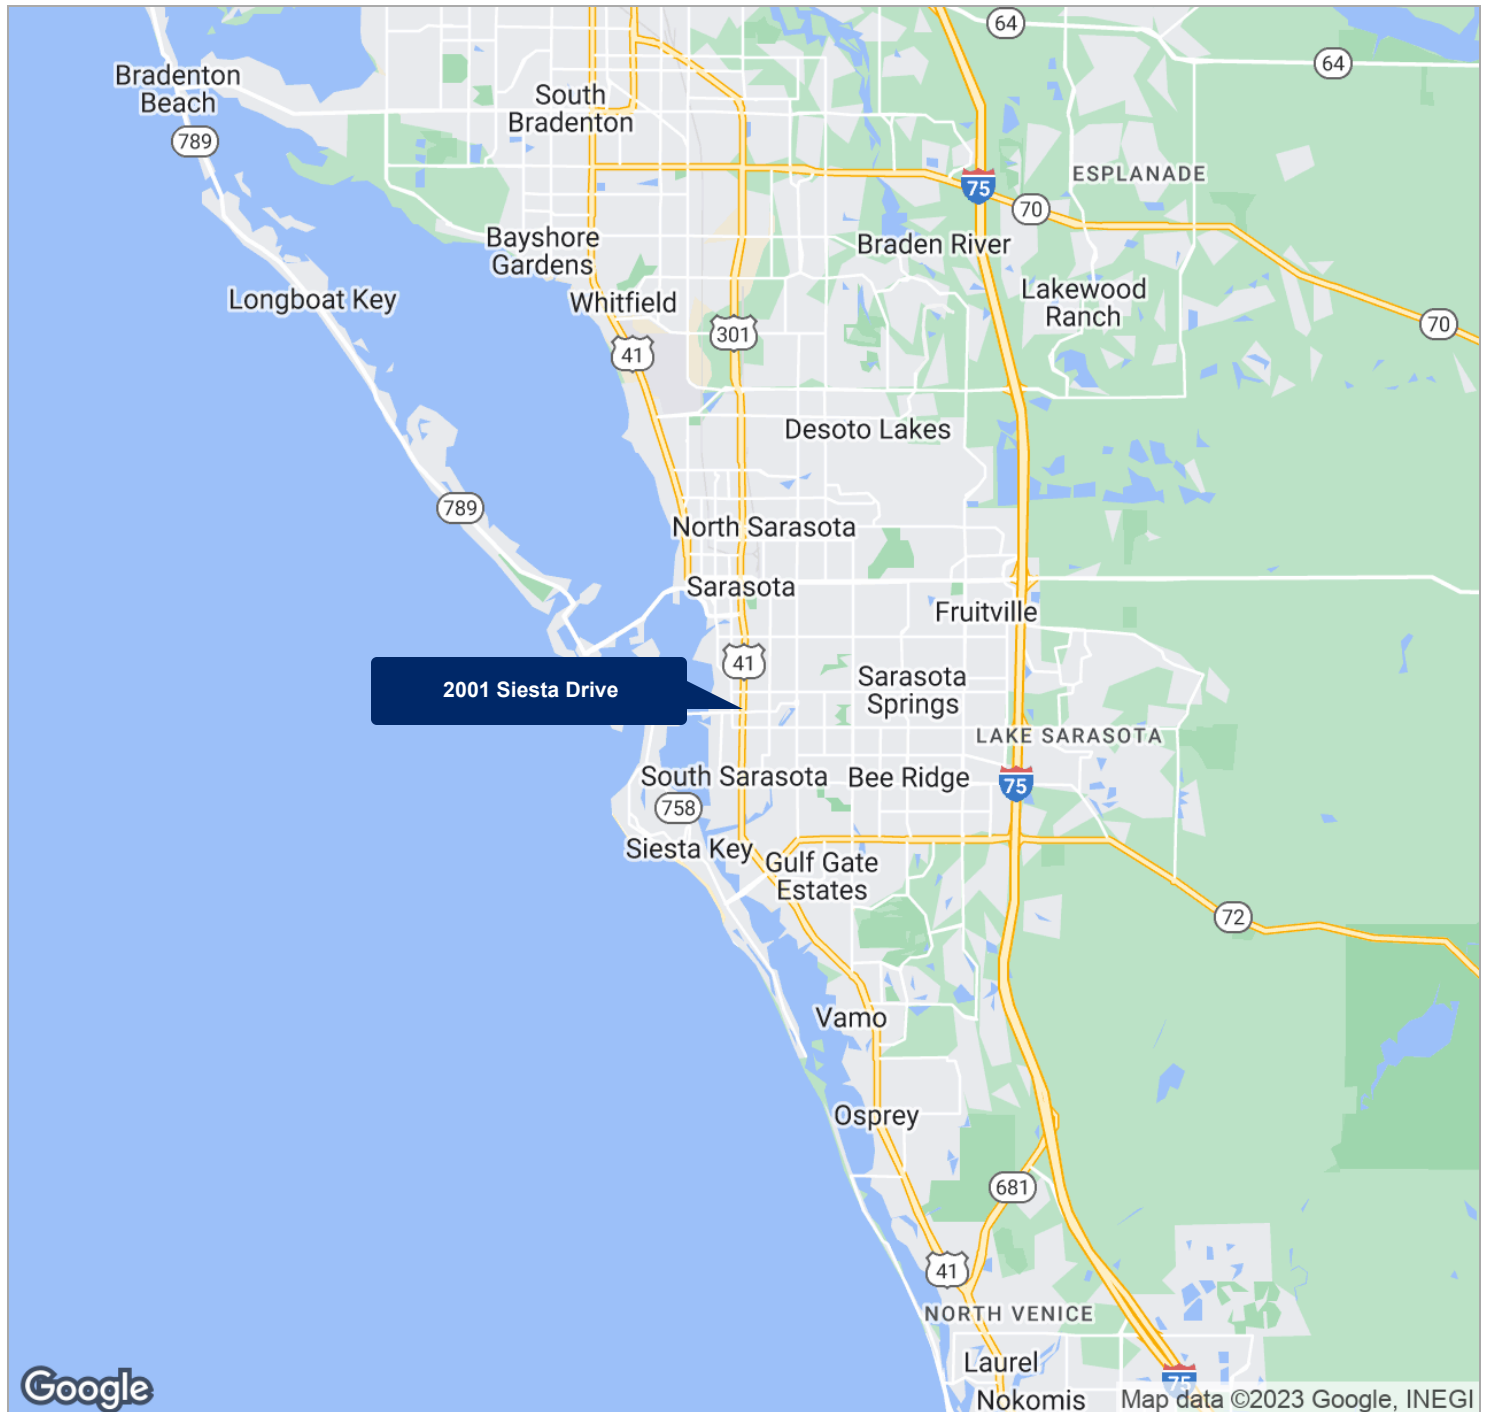 64
64
Bradenton
Beach
South
Bradenton
789
ESPLANADE
75
70
Bayshore
Gardens
Braden River
Longboat Key
Whitfield
Lakewood
Ranch
301
70
41
Desoto Lakes
789
North Sarasota
Sarasota
Fruitville
41
2001 Siesta Drive
Sarasota
Springs
LAKE SARASOTA
South Sarasota
Bee Ridge
75
758
Siesta Key
Gulf Gate
Estates
72
Vamo
Osprey
681
41
NORTH VENICE
Laurel
75
Nokomis
Google
Map data ©2023 Google, INEGI